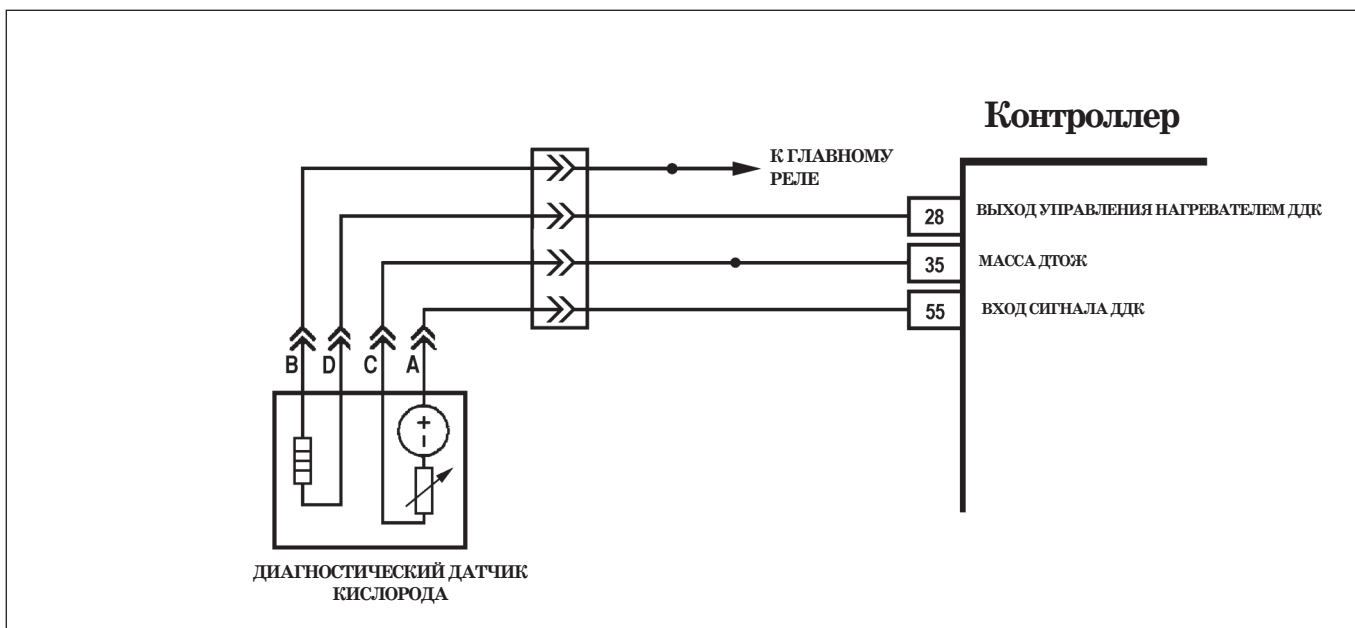 Контроллер
К ГЛАВНОМУ
РЕЛЕ
28 ВЫХОД УПРАВЛЕНИЯ НАГРЕВАТЕЛЕМ ДДК
35 МАССА ДТОЖ
55 ВХОД СИГНАЛА ДДК
B D C A
ДИАГНОСТИЧЕСКИЙ ДАТЧИК
КИСЛОРОДА